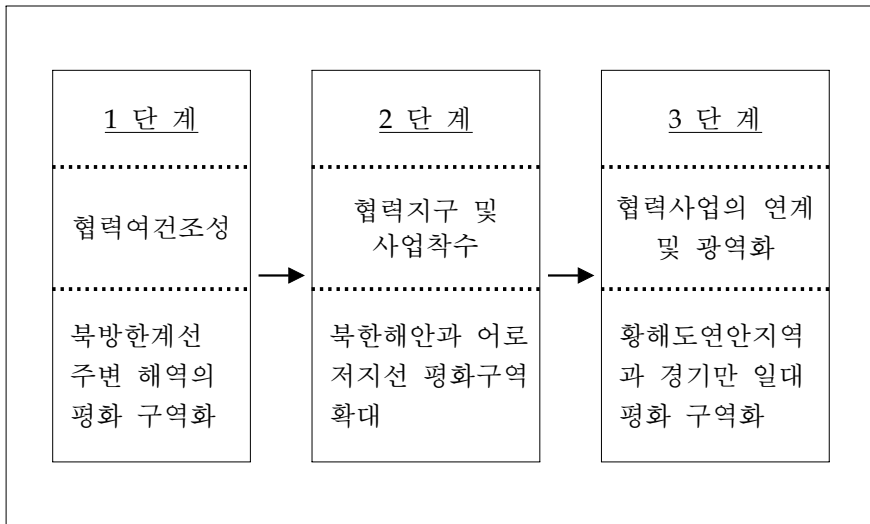 1 단 계
협력여건조성
북방한계선
주변 해역의
평화 구역화
2 단 계
협력지구 및
사업착수
북한해안과 어로
저지선 평화구역
확대
3 단 계
협력사업의 연계
및 광역화
황해도연안지역
과 경기만 일대
평화 구역화